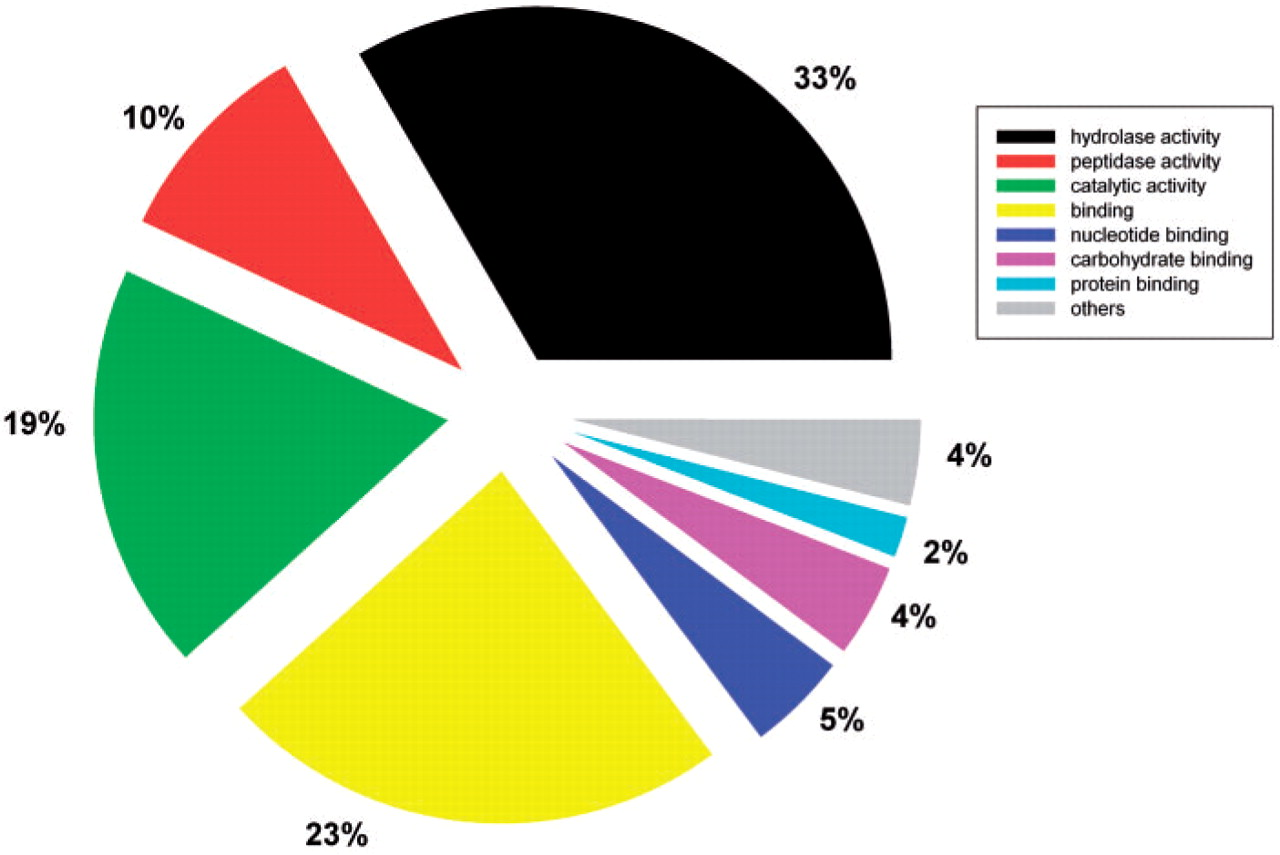 33%
10%
19%
23%
5%
4%
2%
4%
hydrolase activity
peptidase activity
catalytic activity
binding
nucleotide binding
carbohydrate binding
protein binding
others